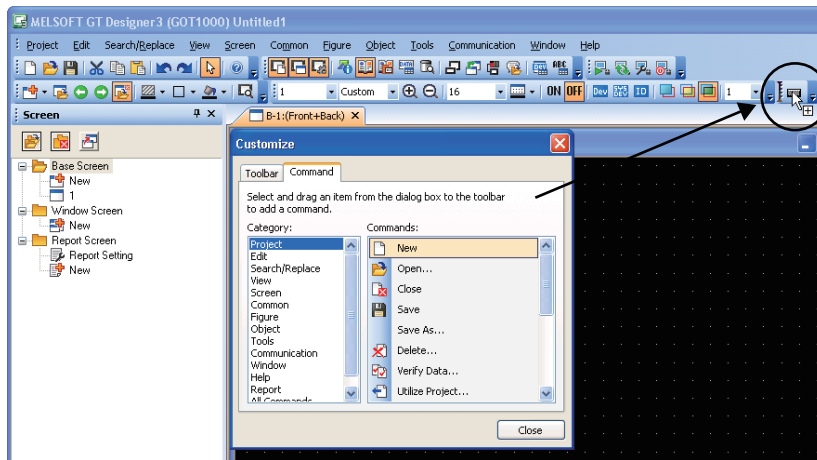 MELSOFT GT Designer3 (GOT1000) Untitled1
Project Edit Search/Replace View Screen Common Figure Object Tools Communication Window Help
1 Custom 16 ON OFF Dev ID 1
Screen
B-1:(Front+Back)
Base Screen
New
1
Window Screen
New
Report Screen
Report Setting
New
Customize
Toolbar Command
Select and drag an item from the dialog box to the toolbar
to add a command.
Category: Commands:
Project
Edit
Search/Replace
View
Screen
Common
Figure
Object
Tools
Communication
Window
Help
Report
All Commands
New
Open...
Close
Save
Save As...
Delete...
Verify Data...
Utilize Project...
Close